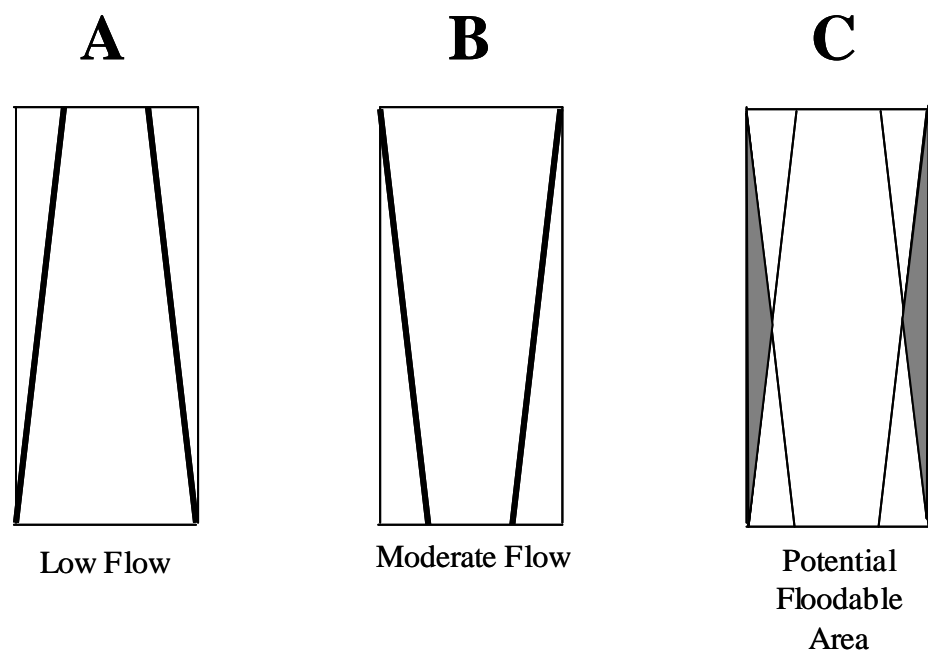 A
B
C
Low Flow
Moderate Flow
Potential
Floodable
Area